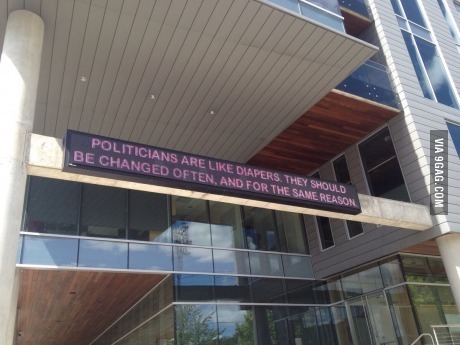 POLITICIANS ARE LIKE DIAPERS. THEY SHOULD
BE CHANGED OFTEN, AND FOR THE SAME REASON.
VIA 9GAG.COM